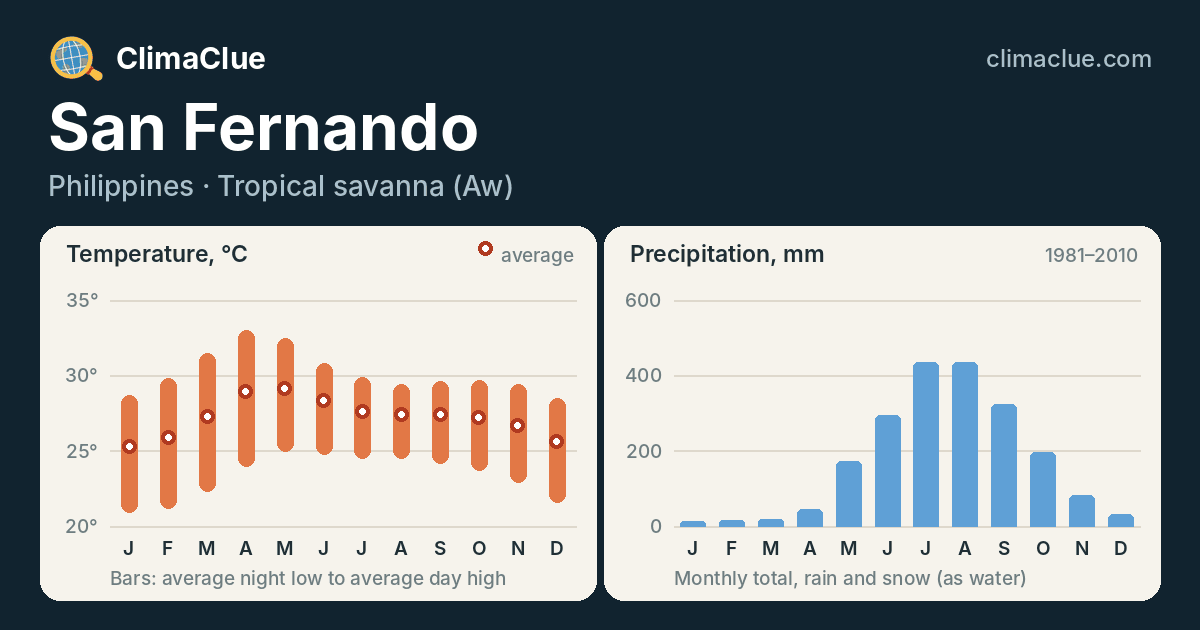 ClimaClue
climaclue.com
San Fernando
Philippines · Tropical savanna (Aw)
Temperature, °C
average
35°
30°
25°
20°
J F M A M J J A S O N D
Bars: average night low to average day high
Precipitation, mm
1981–2010
600
400
200
0
J F M A M J J A S O N D
Monthly total, rain and snow (as water)